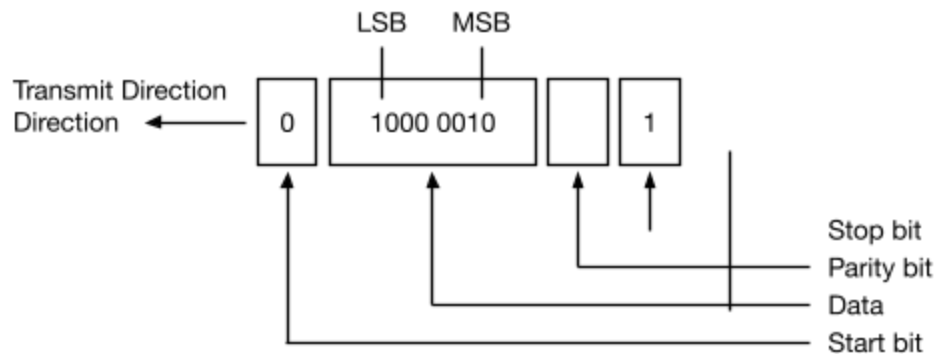 LSB MSB
Transmit Direction
Direction
0 1000 0010 1
Stop bit
Parity bit
Data
Start bit